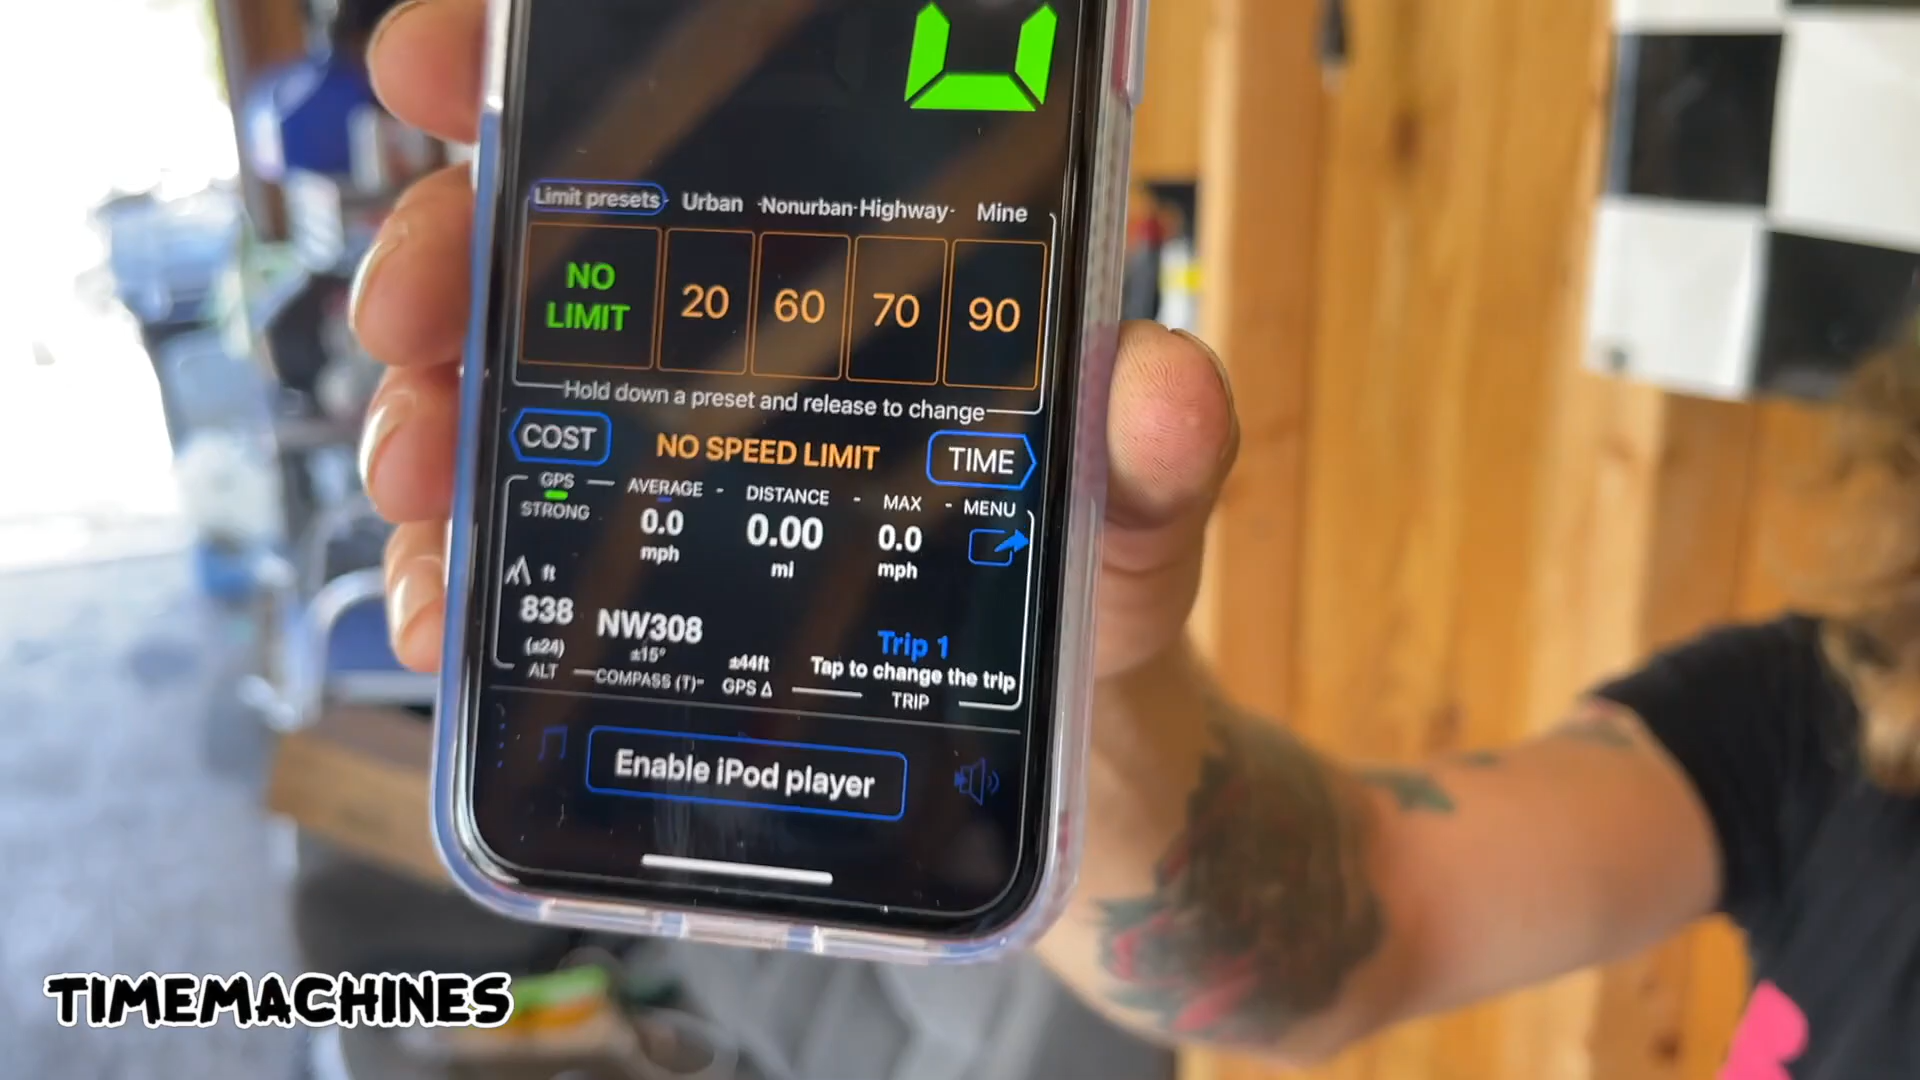 Limit presets Urban Nonurban Highway Mine
NO LIMIT 20 60 70 90
Hold down a preset and release to change
COST NO SPEED LIMIT TIME
GPS AVERAGE - DISTANCE - MAX - MENU
STRONG 0.0 0.00 0.0
mph mi mph
ft
838 NW308 Trip 1
(±24) ±15° ±44ft Tap to change the trip
ALT COMPASS (T) GPS Δ TRIP
Enable iPod player
TIMEMACHINES